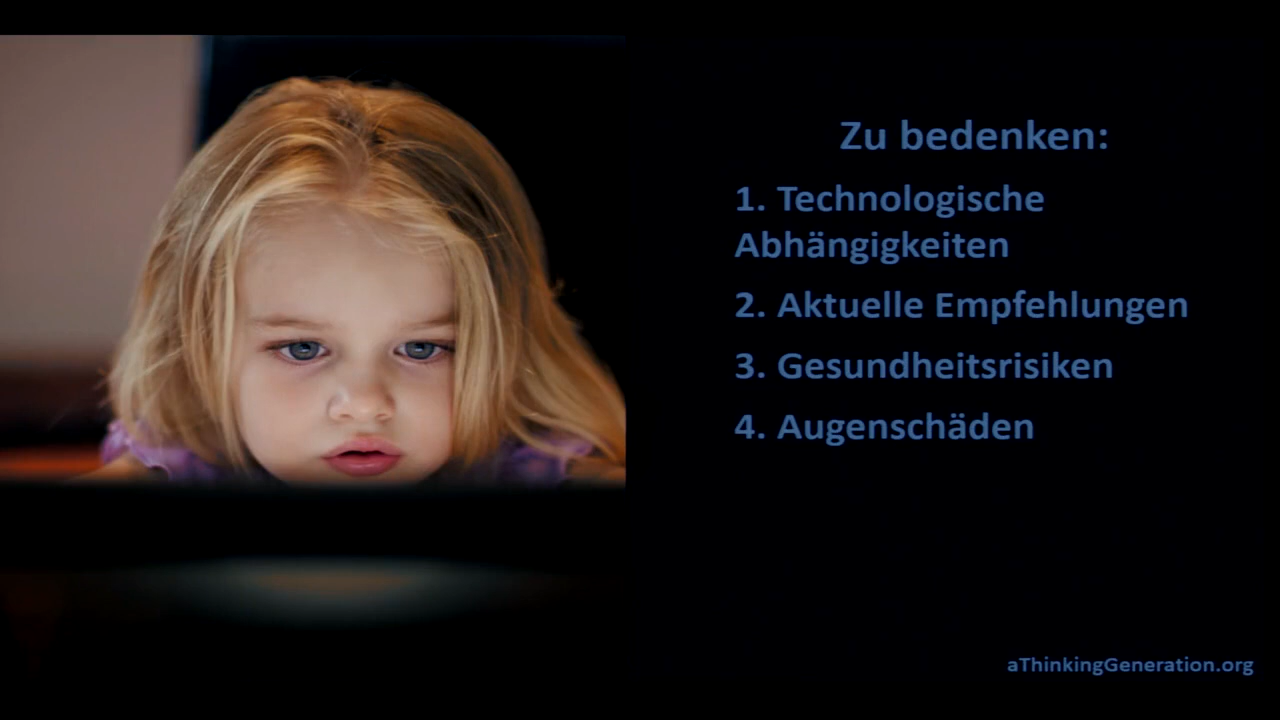 Zu bedenken:
1. Technologische
Abhängigkeiten
2. Aktuelle Empfehlungen
3. Gesundheitsrisiken
4. Augenschäden
aThinkingGeneration.org